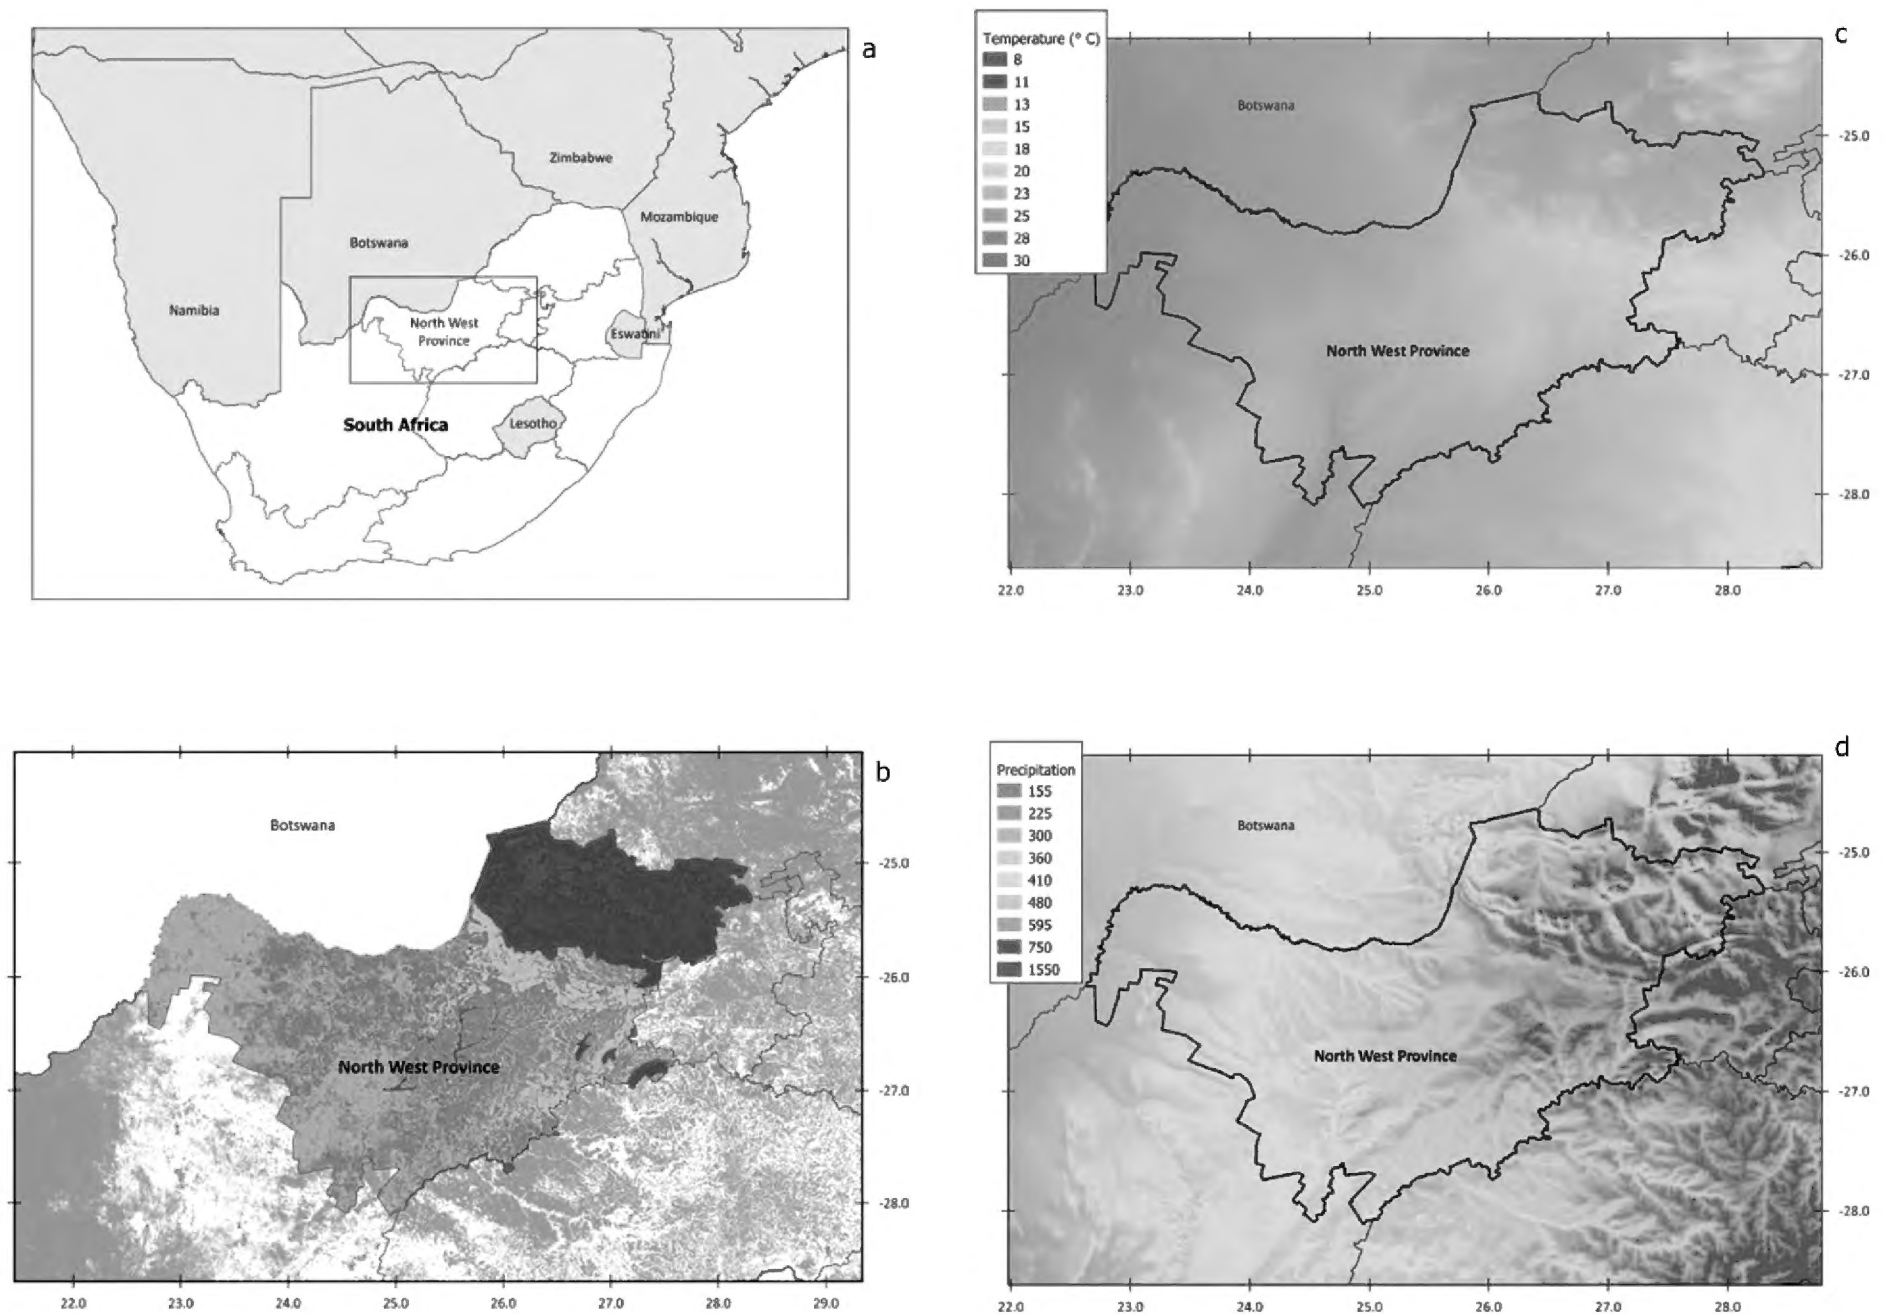 a
Zimbabwe
Mozambique
Botswana
Namibia
North West
Province
Eswatini
South Africa
Lesotho
c
Temperature (° C)
8
11
13
15
18
20
23
25
28
30
Botswana
North West Province
-25.0
-26.0
-27.0
-28.0
22.0 23.0 24.0 25.0 26.0 27.0 28.0
b
Botswana
North West Province
-25.0
-26.0
-27.0
-28.0
22.0 23.0 24.0 25.0 26.0 27.0 28.0 29.0
d
Precipitation
155
225
300
360
410
480
595
750
1550
Botswana
North West Province
-25.0
-26.0
-27.0
-28.0
22.0 23.0 24.0 25.0 26.0 27.0 28.0